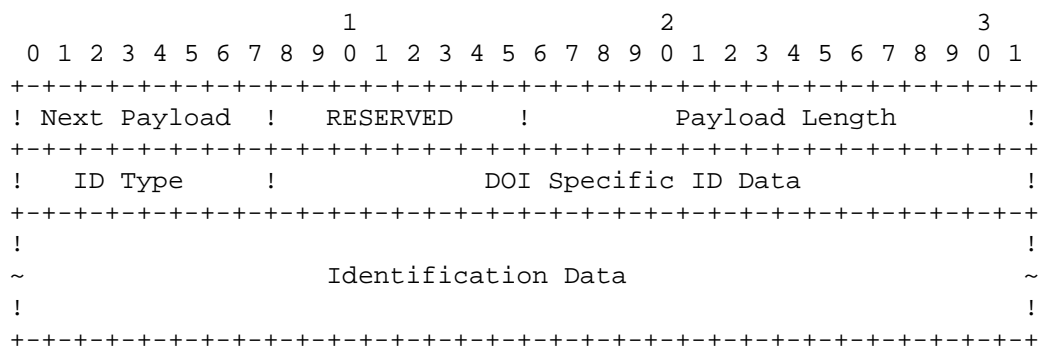 1                   2                   3
 0 1 2 3 4 5 6 7 8 9 0 1 2 3 4 5 6 7 8 9 0 1 2 3 4 5 6 7 8 9 0 1
+-+-+-+-+-+-+-+-+-+-+-+-+-+-+-+-+-+-+-+-+-+-+-+-+-+-+-+-+-+-+-+-+
! Next Payload  !   RESERVED    !         Payload Length        !
+-+-+-+-+-+-+-+-+-+-+-+-+-+-+-+-+-+-+-+-+-+-+-+-+-+-+-+-+-+-+-+-+
!   ID Type     !             DOI Specific ID Data              !
+-+-+-+-+-+-+-+-+-+-+-+-+-+-+-+-+-+-+-+-+-+-+-+-+-+-+-+-+-+-+-+-+
!                                                               !
~                   Identification Data                         ~
!                                                               !
+-+-+-+-+-+-+-+-+-+-+-+-+-+-+-+-+-+-+-+-+-+-+-+-+-+-+-+-+-+-+-+-+